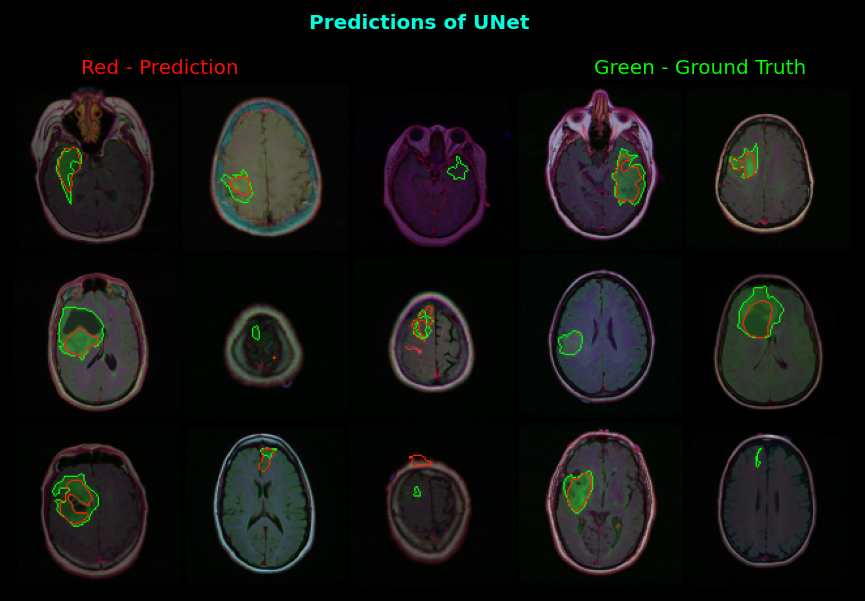 Predictions of UNet
Red - Prediction
Green - Ground Truth